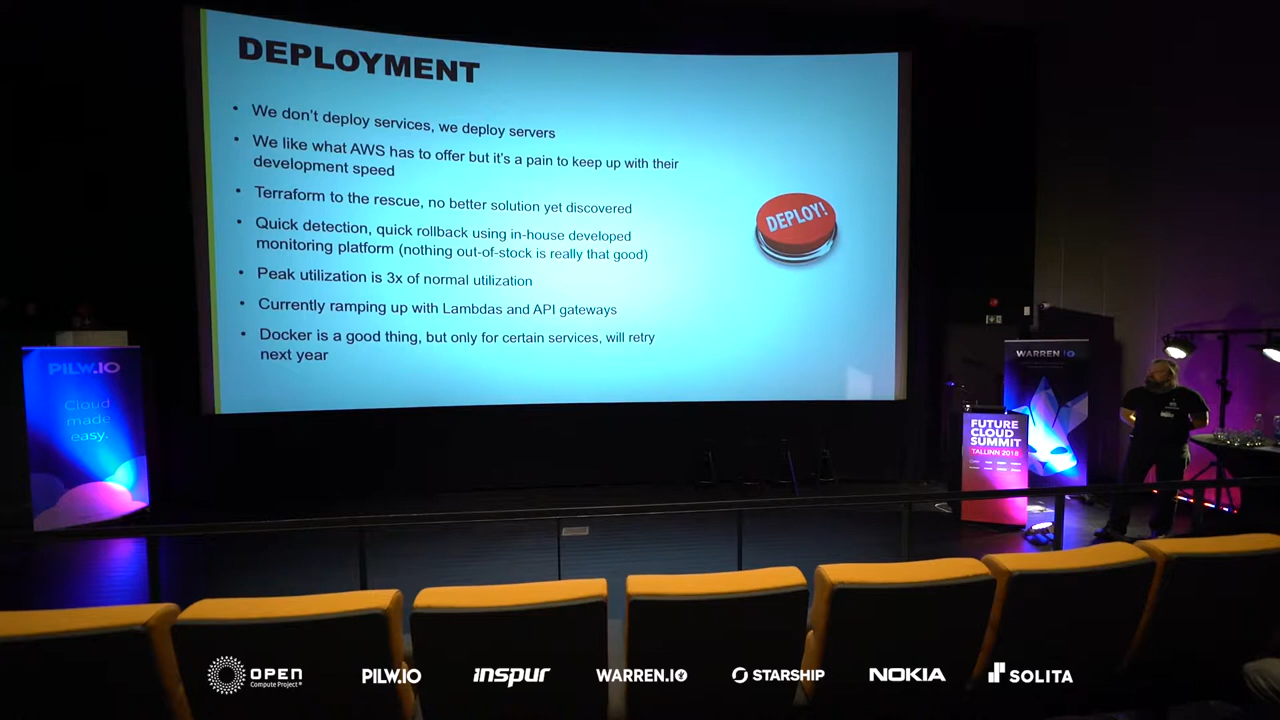 DEPLOYMENT
• We don't deploy services, we deploy servers
• We like what AWS has to offer but it's a pain to keep up with their
development speed
• Terraform to the rescue, no better solution yet discovered
• Quick detection, quick rollback using in-house developed
monitoring platform (nothing out-of-stock is really that good)
• Peak utilization is 3x of normal utilization
• Currently ramping up with Lambdas and API gateways
• Docker is a good thing, but only for certain services, will retry
next year
DEPLOY!
PILW.IO
Cloud
made
easy.
WARREN IO
FUTURE
CLOUD
SUMMIT
TALLINN 2018
OPEN
Compute Project®
PILW.IO
inspur
WARREN.IO
STARSHIP
NOKIA
SOLITA